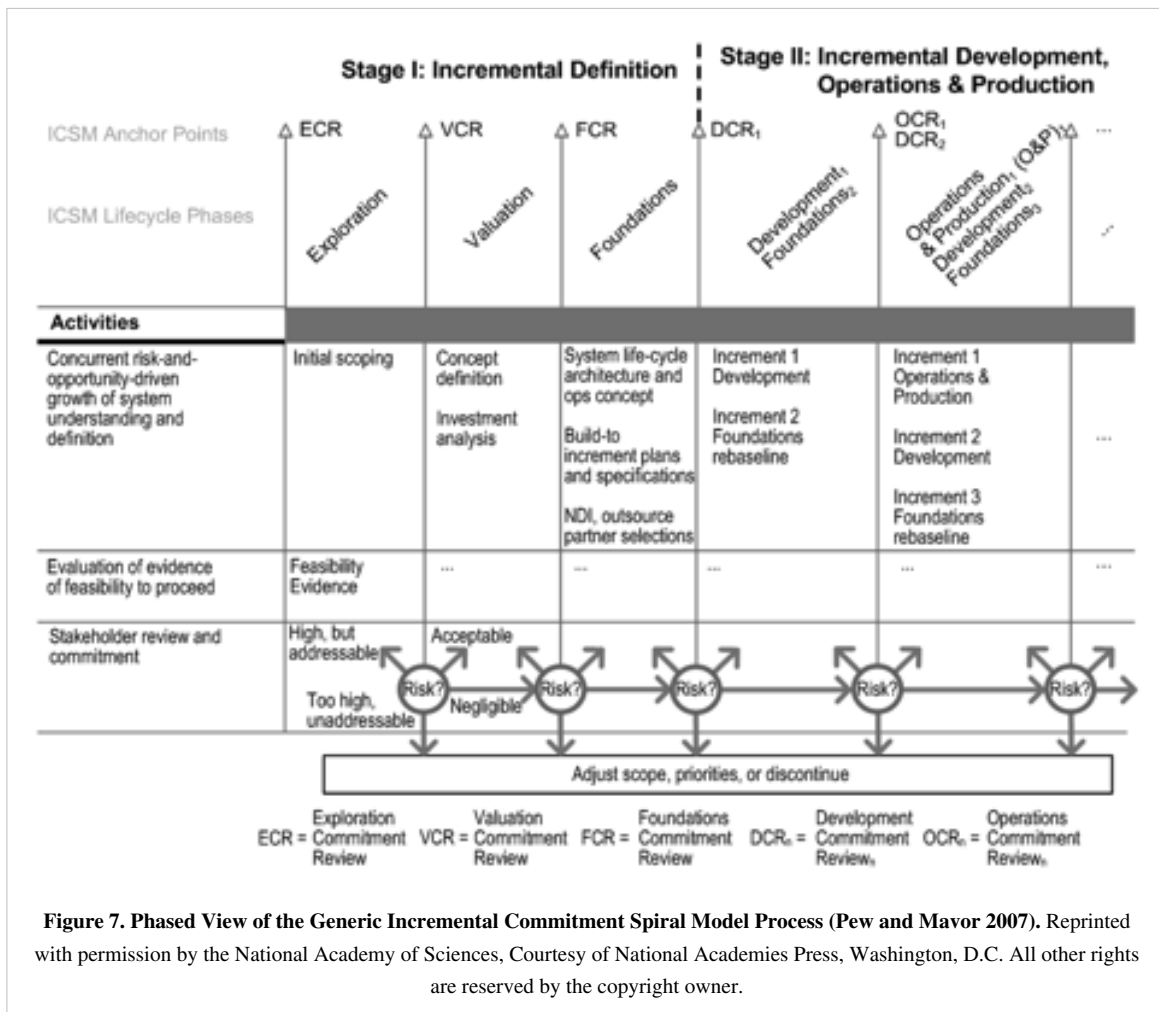 Stage I: Incremental Definition
Stage II: Incremental Development,
Operations & Production
ICSM Anchor Points
ECR
VCR
FCR
DCR₁
OCR₁
DCR₂
...
ICSM Lifecycle Phases
Exploration
Valuation
Foundations
Development₁
Foundations₂
Operations
& Production₁ (O&P)
Development₂
Foundations₃
...
Activities
Concurrent risk-and-
opportunity-driven
growth of system
understanding and
definition
Initial scoping
Concept
definition
Investment
analysis
System life-cycle
architecture and
ops concept
Build-to
increment plans
and specifications
NDI, outsource
partner selections
Increment 1
Development
Increment 2
Foundations
rebaseline
Increment 1
Operations &
Production
Increment 2
Development
Increment 3
Foundations
rebaseline
...
Evaluation of evidence
of feasibility to proceed
Feasibility
Evidence
...
...
...
...
...
Stakeholder review and
commitment
High, but
addressable
Too high,
unaddressable
Acceptable
Negligible
Risk?
Risk?
Risk?
Risk?
Risk?
Adjust scope, priorities, or discontinue
ECR = Exploration
Commitment
Review
VCR = Valuation
Commitment
Review
FCR = Foundations
Commitment
Review
DCRₙ = Development
Commitment
Reviewₙ
OCRₙ = Operations
Commitment
Reviewₙ
Figure 7. Phased View of the Generic Incremental Commitment Spiral Model Process (Pew and Mavor 2007). Reprinted
with permission by the National Academy of Sciences, Courtesy of National Academies Press, Washington, D.C. All other rights
are reserved by the copyright owner.